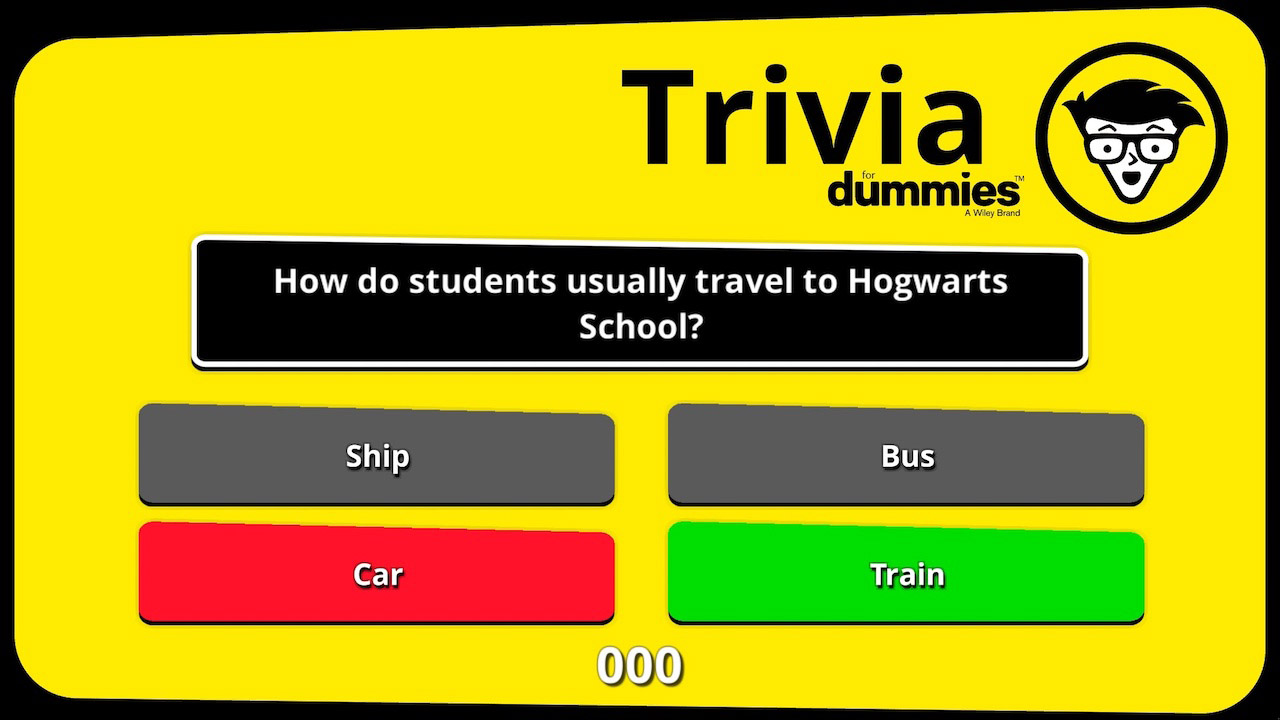 Trivia
for
dummies™
A Wiley Brand
How do students usually travel to Hogwarts
School?
Ship
Bus
Car
Train
000